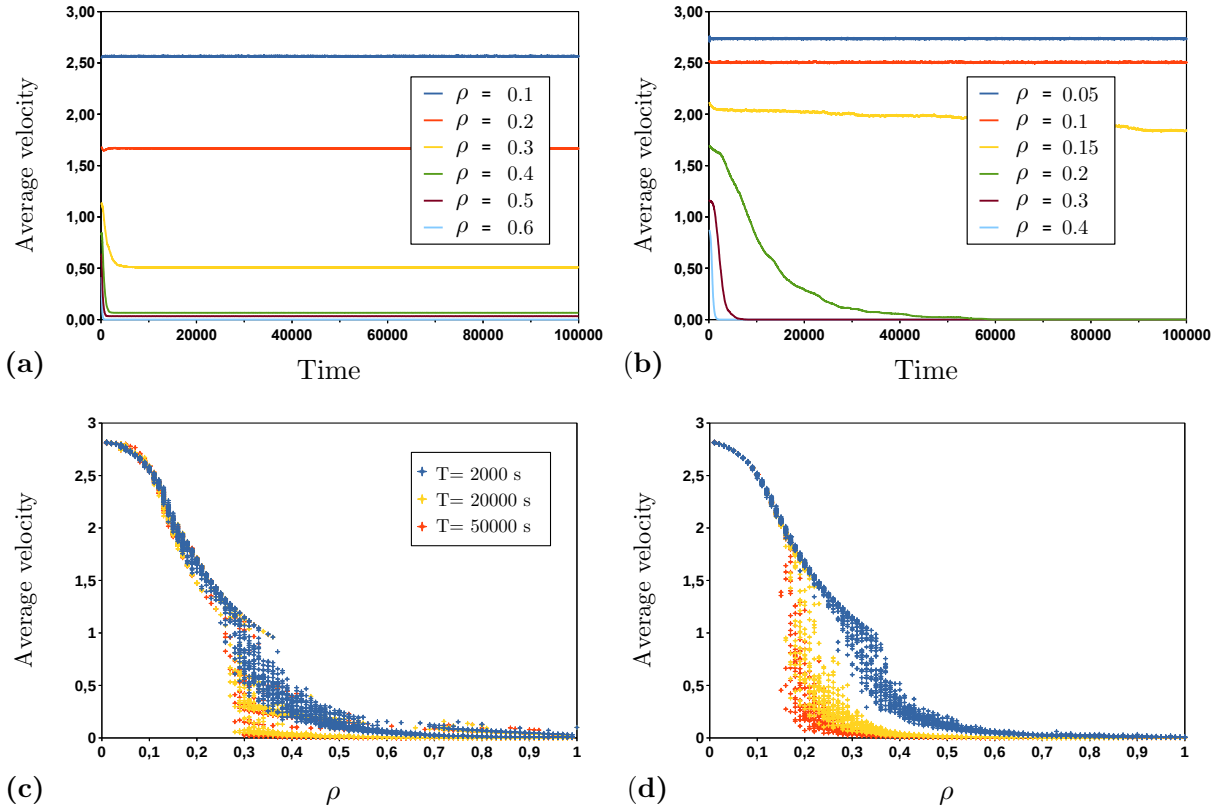 3,00
2,50
2,00
1,50
1,00
0,50
0,00
Average velocity
0
20000
40000
60000
80000
100000
Time
ρ = 0.1
ρ = 0.2
ρ = 0.3
ρ = 0.4
ρ = 0.5
ρ = 0.6
(a)
3,00
2,50
2,00
1,50
1,00
0,50
0,00
Average velocity
0
20000
40000
60000
80000
100000
Time
ρ = 0.05
ρ = 0.1
ρ = 0.15
ρ = 0.2
ρ = 0.3
ρ = 0.4
(b)
3
2,5
2
1,5
1
0,5
0
Average velocity
0
0,1
0,2
0,3
0,4
0,5
0,6
0,7
0,8
0,9
1
ρ
T= 2000 s
T= 20000 s
T= 50000 s
(c)
3
2,5
2
1,5
1
0,5
0
Average velocity
0
0,1
0,2
0,3
0,4
0,5
0,6
0,7
0,8
0,9
1
ρ
(d)